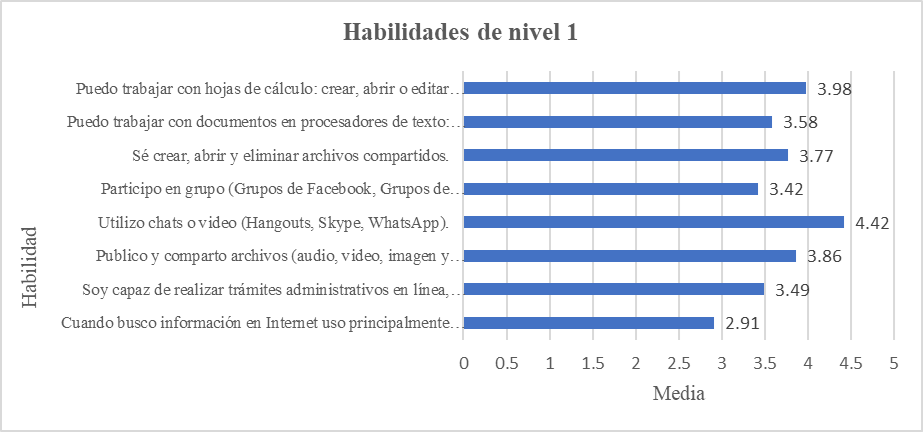 Habilidades de nivel 1
Puedo trabajar con hojas de cálculo: crear, abrir o editar… 3.98
Puedo trabajar con documentos en procesadores de texto:… 3.58
Sé crear, abrir y eliminar archivos compartidos. 3.77
Participo en grupo (Grupos de Facebook, Grupos de… 3.42
Utilizo chats o video (Hangouts, Skype, WhatsApp). 4.42
Publico y comparto archivos (audio, video, imagen y… 3.86
Soy capaz de realizar trámites administrativos en línea,… 3.49
Cuando busco información en Internet uso principalmente… 2.91
Habilidad
0 0.5 1 1.5 2 2.5 3 3.5 4 4.5 5
Media